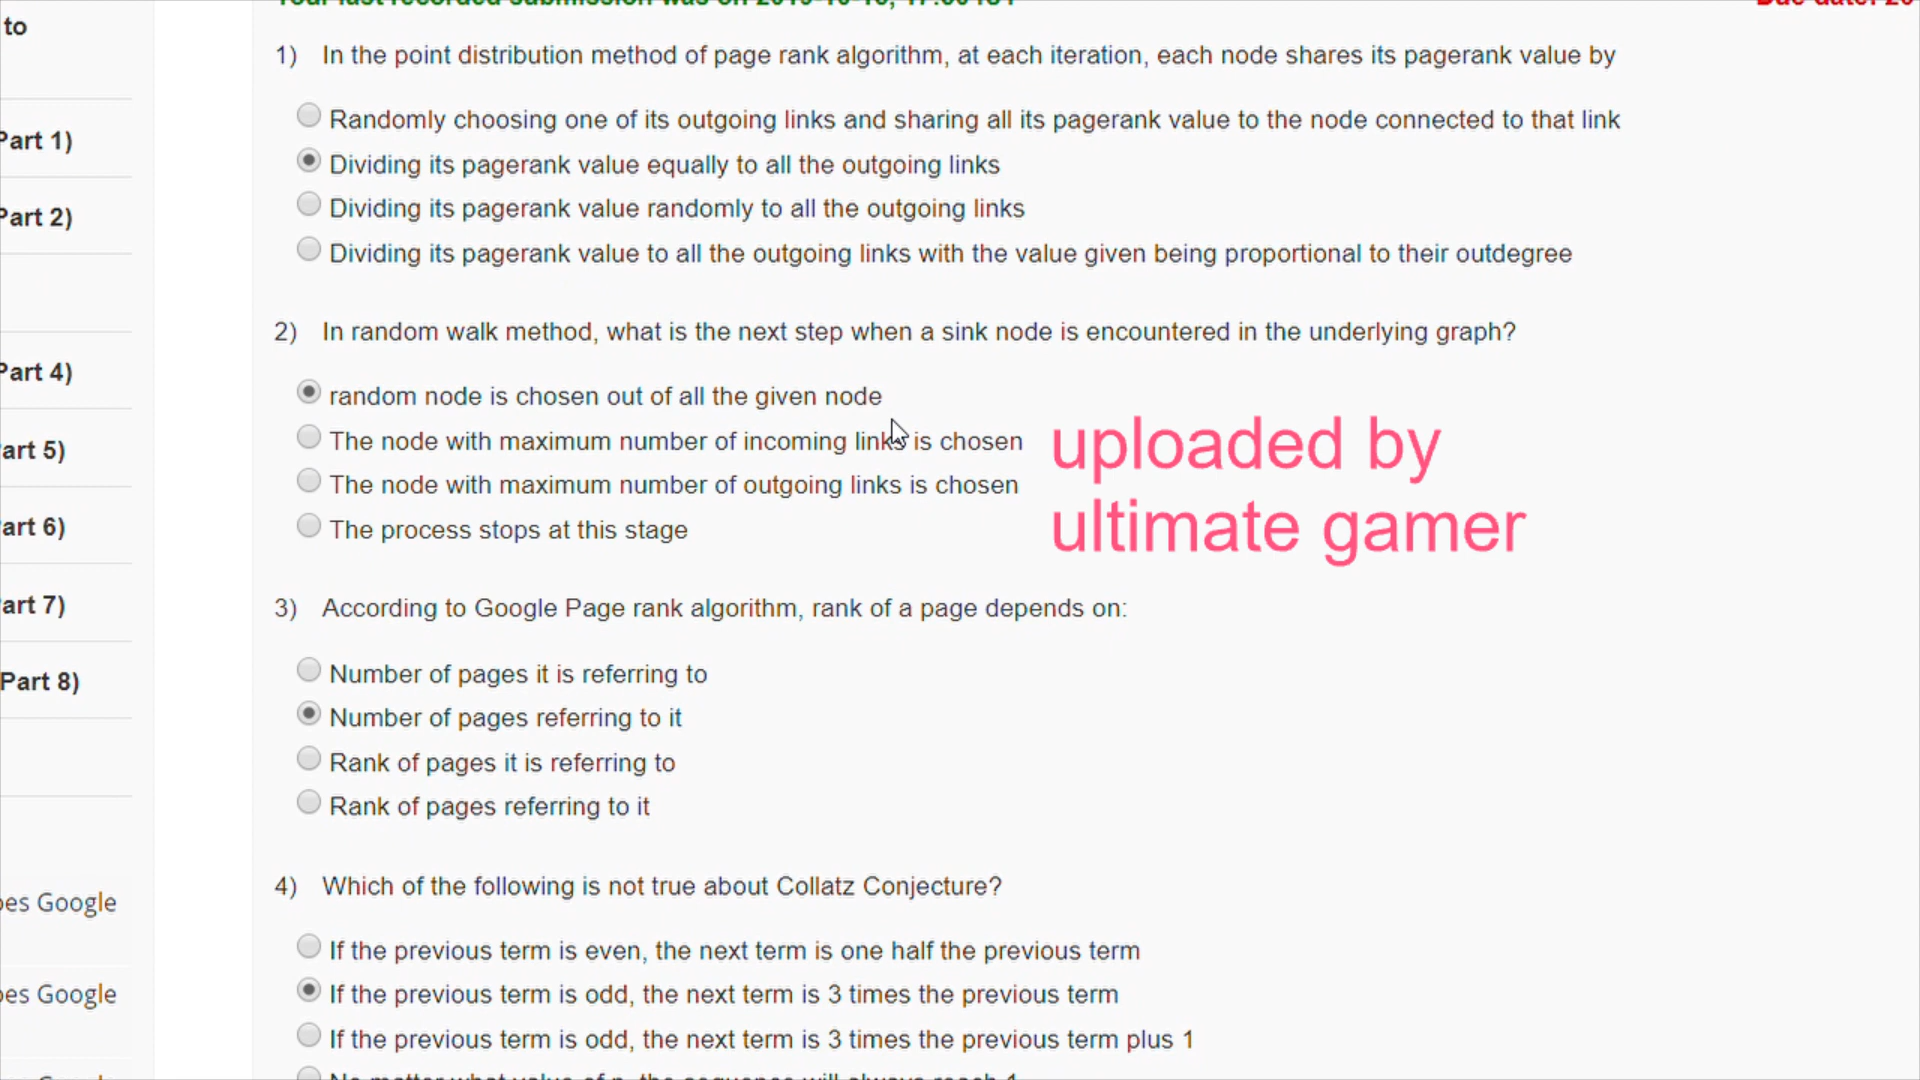 to
Part 1)
Part 2)
Part 4)
art 5)
art 6)
art 7)
Part 8)
es Google
es Google
1) In the point distribution method of page rank algorithm, at each iteration, each node shares its pagerank value by
Randomly choosing one of its outgoing links and sharing all its pagerank value to the node connected to that link
Dividing its pagerank value equally to all the outgoing links
Dividing its pagerank value randomly to all the outgoing links
Dividing its pagerank value to all the outgoing links with the value given being proportional to their outdegree
2) In random walk method, what is the next step when a sink node is encountered in the underlying graph?
random node is chosen out of all the given node
The node with maximum number of incoming links is chosen
The node with maximum number of outgoing links is chosen
The process stops at this stage
uploaded by
ultimate gamer
3) According to Google Page rank algorithm, rank of a page depends on:
Number of pages it is referring to
Number of pages referring to it
Rank of pages it is referring to
Rank of pages referring to it
4) Which of the following is not true about Collatz Conjecture?
If the previous term is even, the next term is one half the previous term
If the previous term is odd, the next term is 3 times the previous term
If the previous term is odd, the next term is 3 times the previous term plus 1